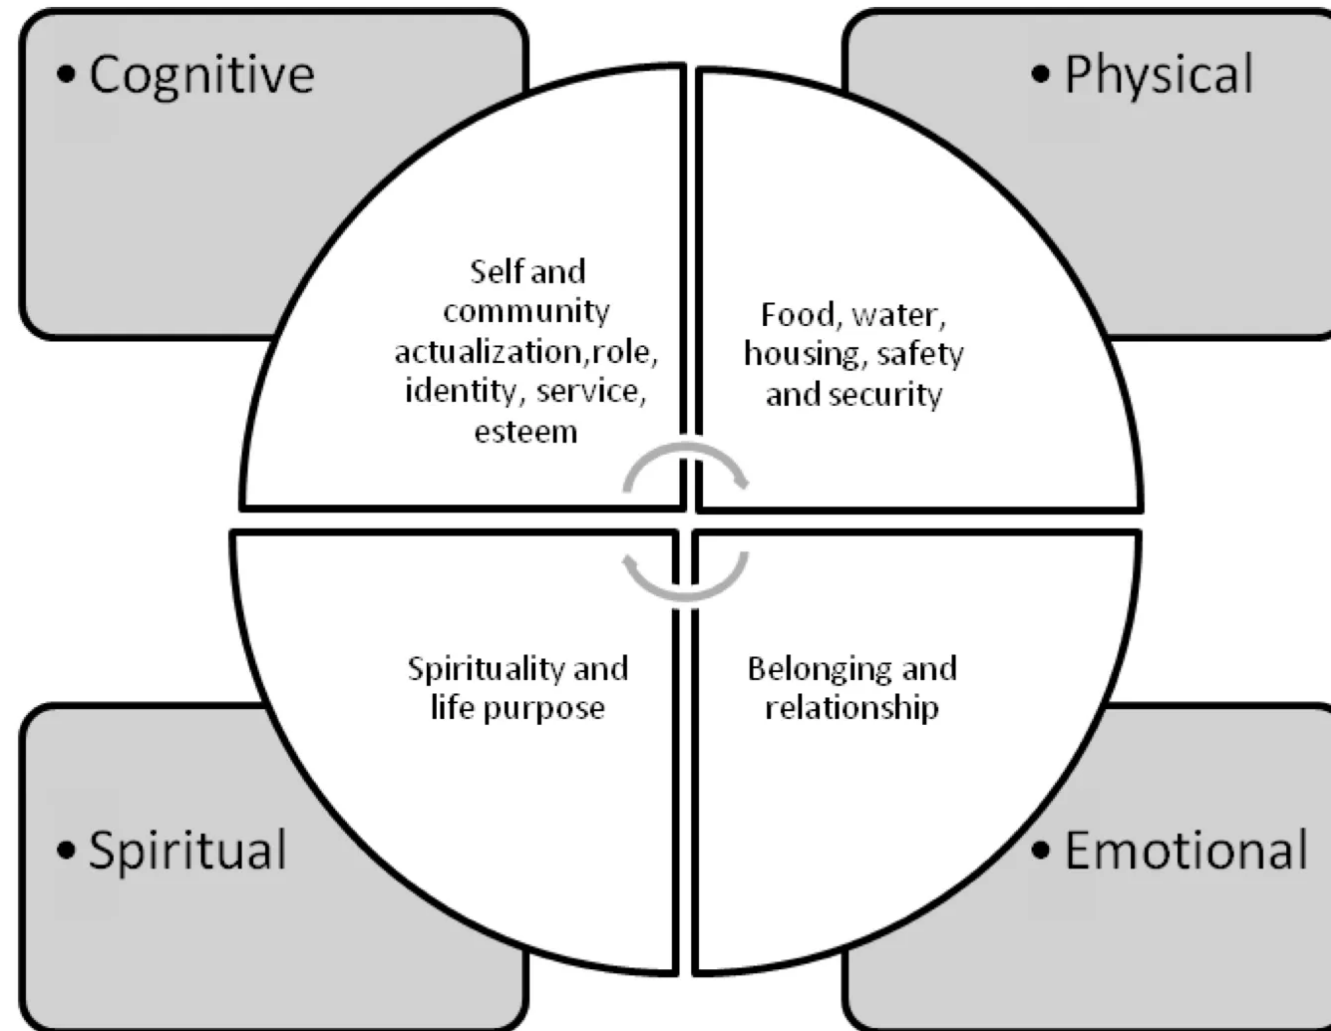 • Cognitive
• Physical
Self and
community
actualization,role,
identity, service,
esteem
Food, water,
housing, safety
and security
Spirituality and
life purpose
Belonging and
relationship
• Spiritual
• Emotional